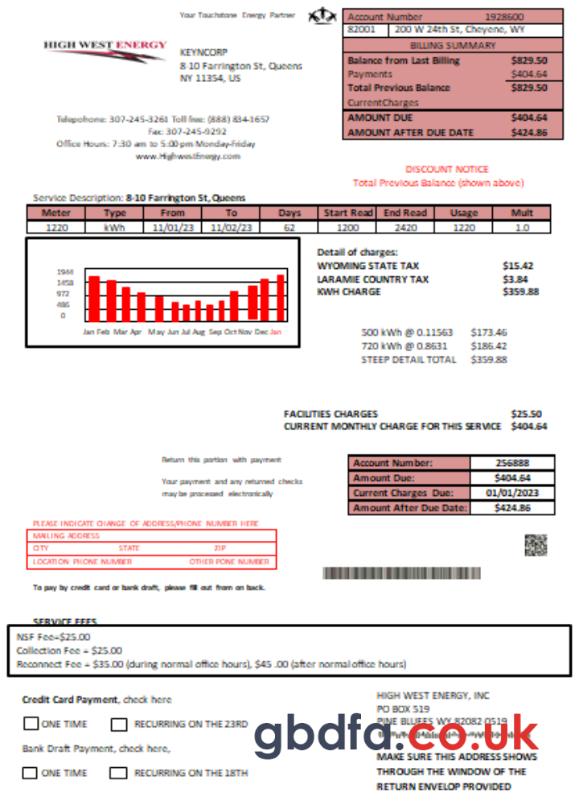 Your Touchstone Energy Partner
HIGH WEST ENERGY
KEYNCORP
8-10 Farrington St, Queens
NY 11354, US
Account Number 1928600
82001 200 W 24th St, Cheyene, WY
BILLING SUMMARY
Balance from Last Billing $829.50
Payments $404.64
Total Previous Balance $829.50
CurrentCharges
AMOUNT DUE $404.64
AMOUNT AFTER DUE DATE $424.86
Telepohome: 307-245-3261 Toll free: (888) 834-1657
Fax: 307-245-9292
Office Hours: 7:30 am to 5:00 pm Monday-Friday
www.HighwestEnergy.com
DISCOUNT NOTICE
Total Previous Balance (shown above)
Service Description: 8-10 Farrington St, Queens
Meter Type From To Days Start Read End Read Usage Mult
1220 kWh 11/01/23 11/02/23 62 1200 2420 1220 1.0
1944
1458
972
486
0
Jan Feb Mar Apr May Jun Jul Aug Sep Oct Nov Dec Jan
Detail of charges:
WYOMING STATE TAX $15.42
LARAMIE COUNTRY TAX $3.84
KWH CHARGE $359.88
500 kWh @ 0.11563 $173.46
720 kWh @ 0.8631 $186.42
STEEP DETAIL TOTAL $359.88
FACILITIES CHARGES $25.50
CURRENT MONTHLY CHARGE FOR THIS SERVICE $404.64
Return this portion with payment
Your payment and any returned checks
may be processed electronically
Account Number: 256888
Amount Due: $404.64
Current Charges Due: 01/01/2023
Amount After Due Date: $424.86
PLEASE INDICATE CHANGE OF ADDRESS/PHONE NUMBER HERE
MAILING ADDRESS
CITY STATE ZIP
LOCATION PHONE NUMBER OTHER PONE NUMBER
To pay by credit card or bank draft, please fill out from on back.
SERVICE FEES
NSF Fee=$25.00
Collection Fee = $25.00
Reconnect Fee = $35.00 (during normal office hours), $45 .00 (after normal office hours)
Credit Card Payment, check here
ONE TIME RECURRING ON THE 23RD
Bank Draft Payment, check here,
ONE TIME RECURRING ON THE 18TH
HIGH WEST ENERGY, INC
PO BOX 519
PINE BLUEFS WY 82082 0519
MAKE SURE THIS ADDRESS SHOWS
THROUGH THE WINDOW OF THE
RETURN ENVELOP PROVIDED
gbdfa.co.uk